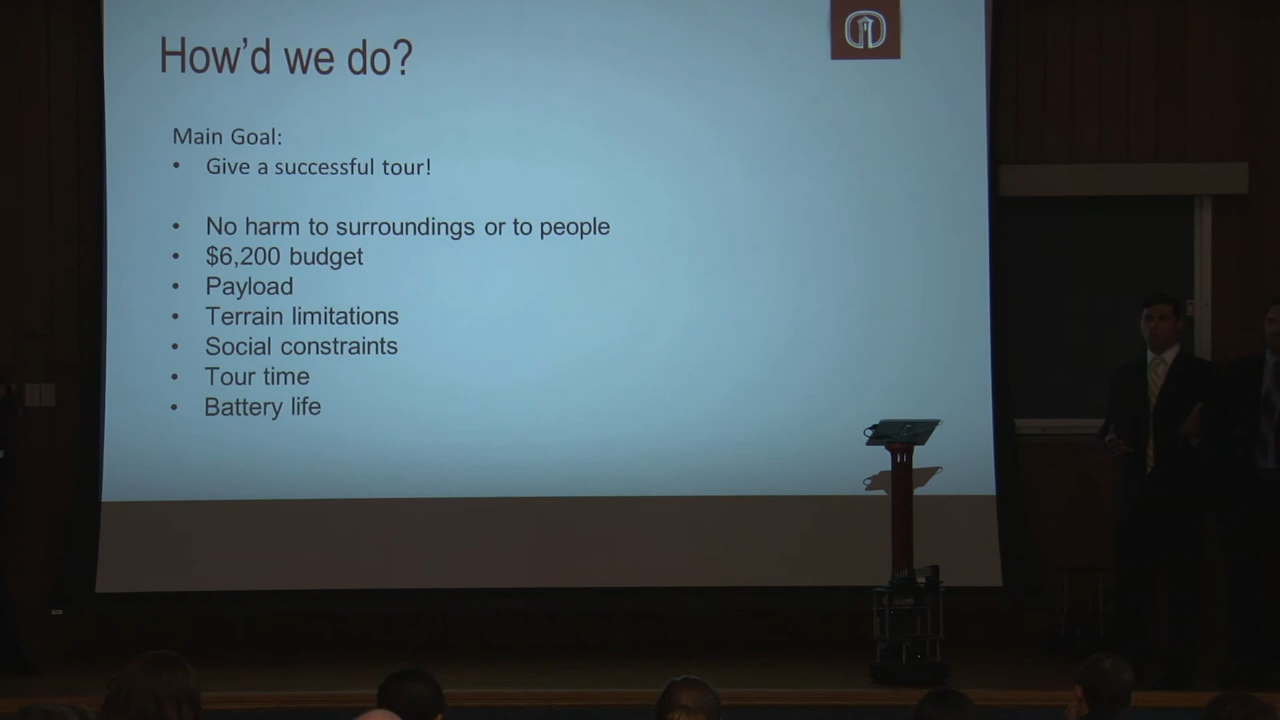 How'd we do?
Main Goal:
• Give a successful tour!
• No harm to surroundings or to people
• $6,200 budget
• Payload
• Terrain limitations
• Social constraints
• Tour time
• Battery life